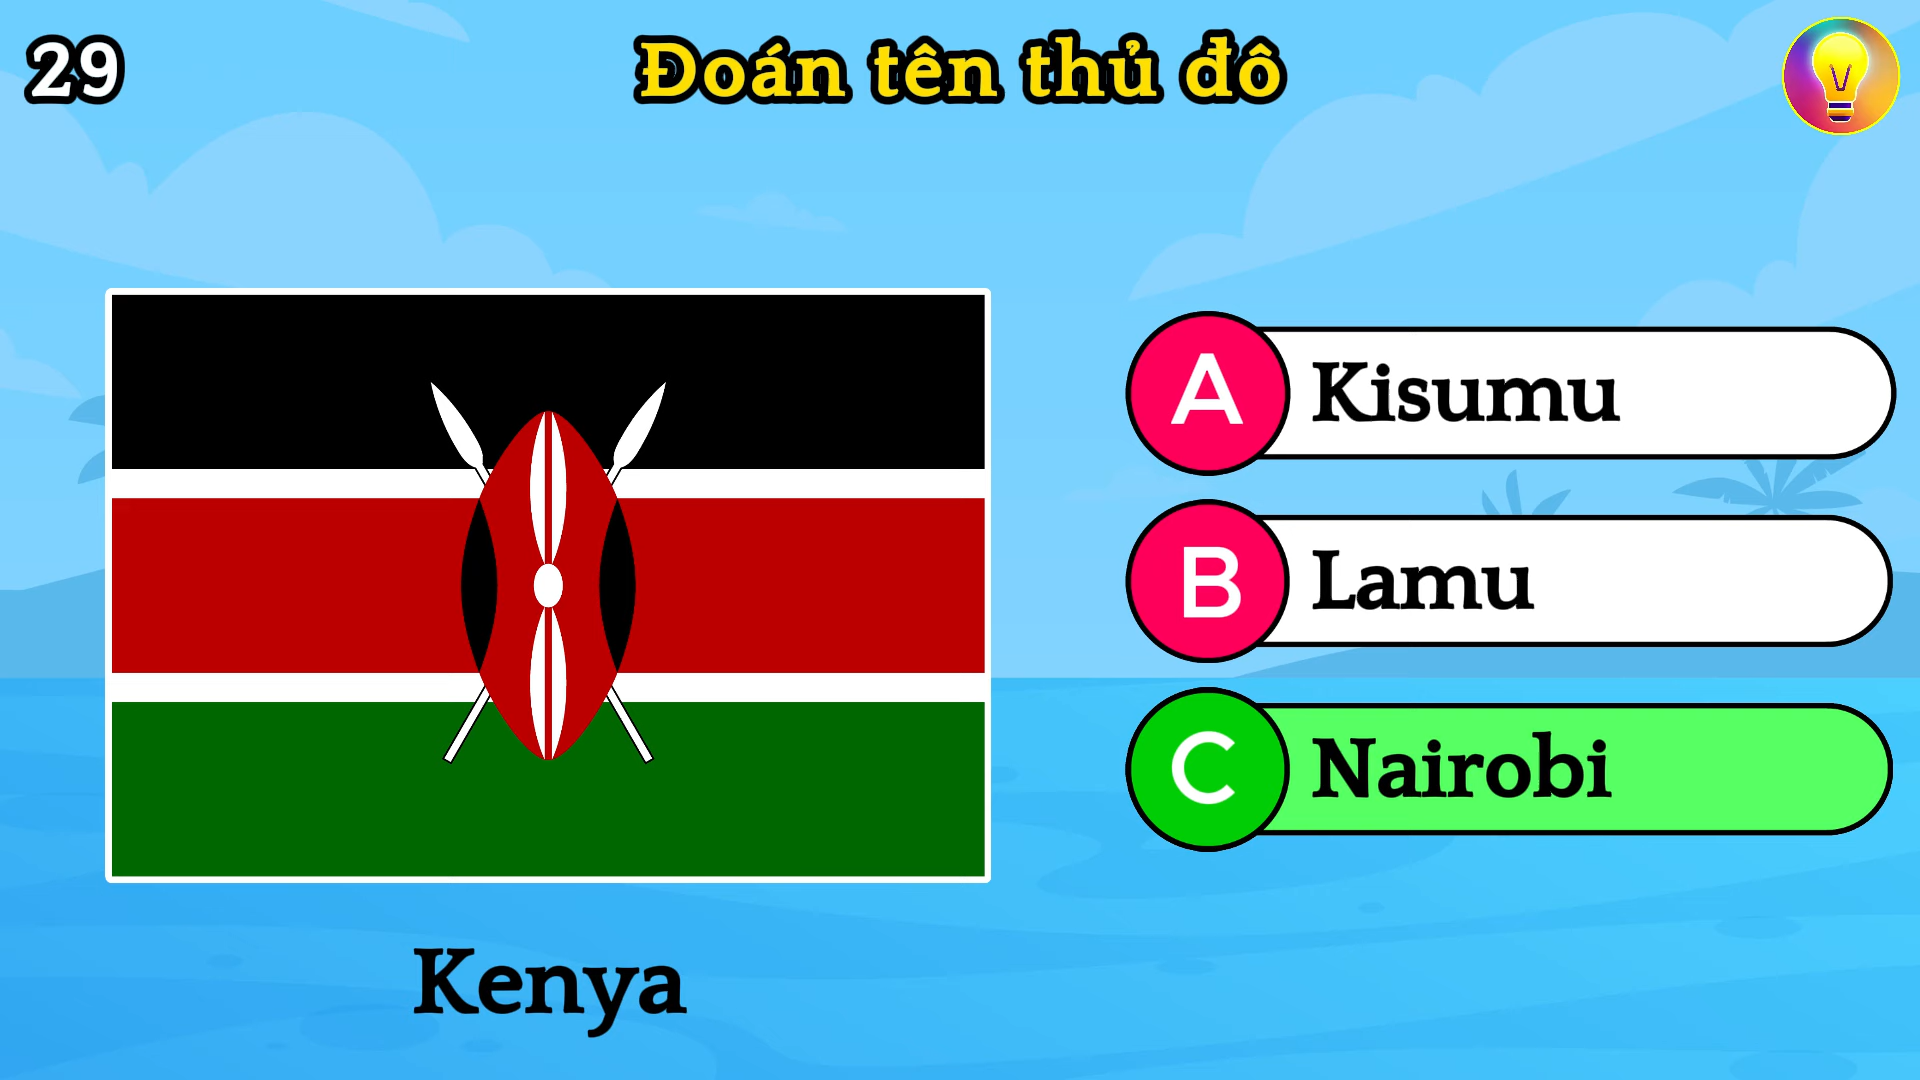 29
Đoán tên thủ đô
A Kisumu
B Lamu
C Nairobi
Kenya